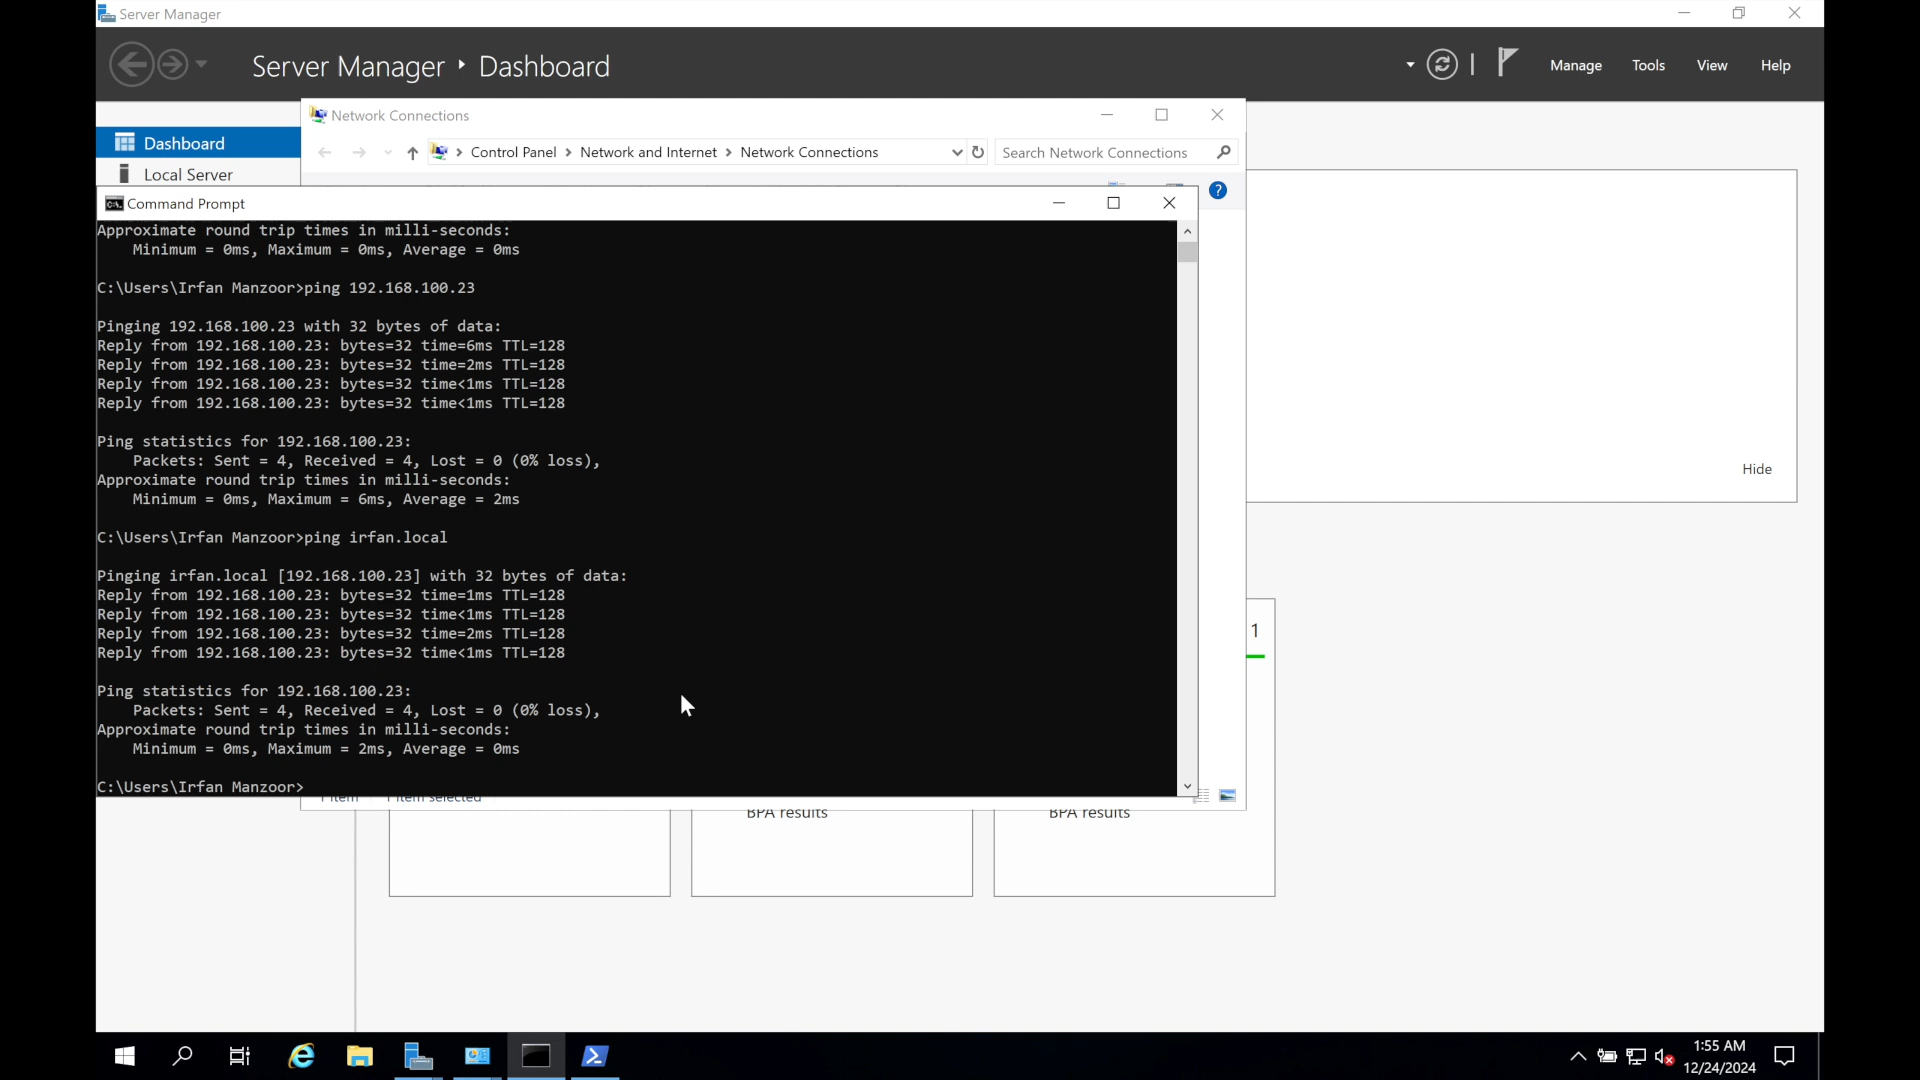 Server Manager
Server Manager ‣ Dashboard
Manage Tools View Help
Network Connections
Dashboard
Control Panel > Network and Internet > Network Connections
Search Network Connections
Local Server
Command Prompt
Approximate round trip times in milli-seconds:
Minimum = 0ms, Maximum = 0ms, Average = 0ms
C:\Users\Irfan Manzoor>ping 192.168.100.23
Pinging 192.168.100.23 with 32 bytes of data:
Reply from 192.168.100.23: bytes=32 time=6ms TTL=128
Reply from 192.168.100.23: bytes=32 time=2ms TTL=128
Reply from 192.168.100.23: bytes=32 time<1ms TTL=128
Reply from 192.168.100.23: bytes=32 time<1ms TTL=128
Ping statistics for 192.168.100.23:
Packets: Sent = 4, Received = 4, Lost = 0 (0% loss),
Approximate round trip times in milli-seconds:
Minimum = 0ms, Maximum = 6ms, Average = 2ms
C:\Users\Irfan Manzoor>ping irfan.local
Pinging irfan.local [192.168.100.23] with 32 bytes of data:
Reply from 192.168.100.23: bytes=32 time=1ms TTL=128
Reply from 192.168.100.23: bytes=32 time<1ms TTL=128
Reply from 192.168.100.23: bytes=32 time=2ms TTL=128
Reply from 192.168.100.23: bytes=32 time<1ms TTL=128
Ping statistics for 192.168.100.23:
Packets: Sent = 4, Received = 4, Lost = 0 (0% loss),
Approximate round trip times in milli-seconds:
Minimum = 0ms, Maximum = 2ms, Average = 0ms
C:\Users\Irfan Manzoor>
Hide
1
1 item 1 item selected
BPA results
BPA results
1:55 AM
12/24/2024